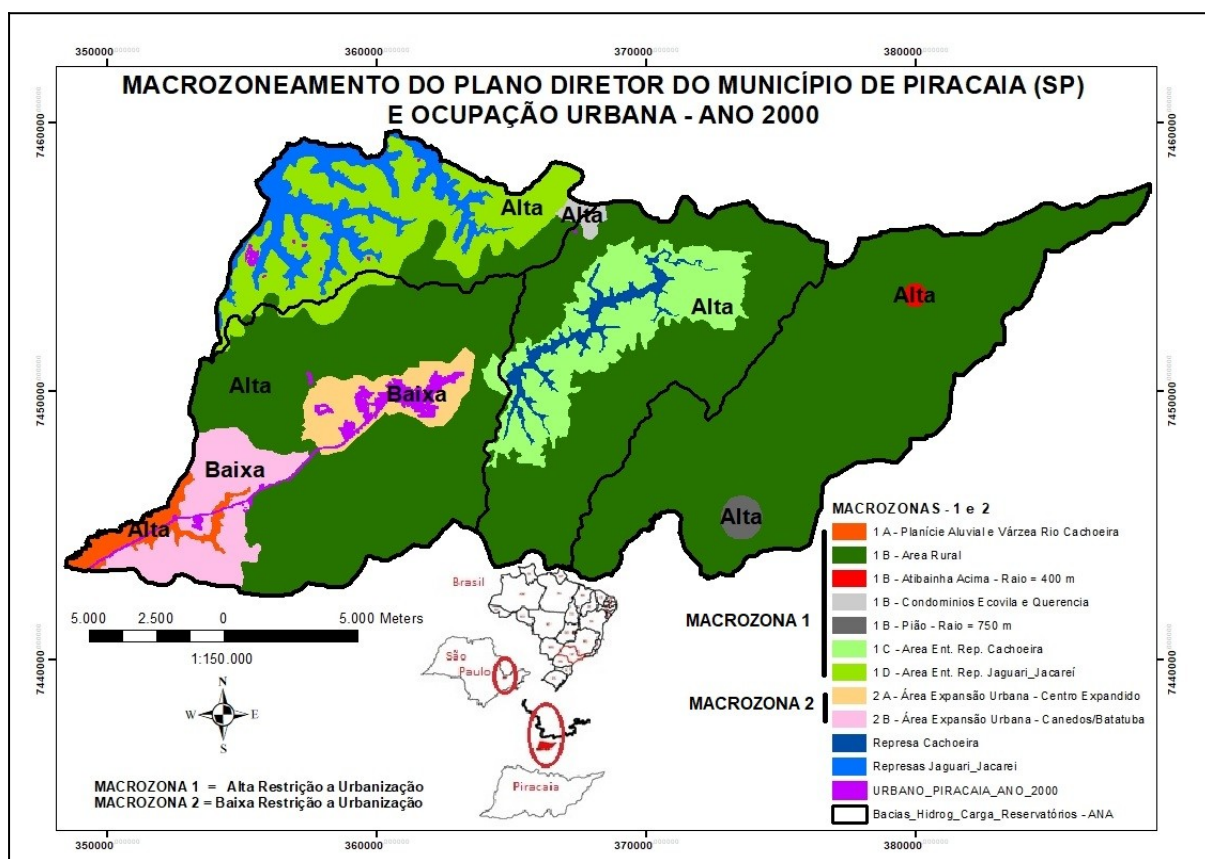 350000
360000
370000
380000
MACROZONEAMENTO DO PLANO DIRETOR DO MUNICÍPIO DE PIRACAIA (SP)
E OCUPAÇÃO URBANA - ANO 2000
7460000
7460000
Alta
Alta
Alta
Alta
Alta
Baixa
7450000
7450000
Baixa
Alta
Alta
MACROZONAS - 1 e 2
1 A - Planície Aluvial e Várzea Rio Cachoeira
1 B - Area Rural
1 B - Atibainha Acima - Raio = 400 m
1 B - Condominios Ecovile e Querencia
1 B - Pião - Raio = 750 m
1 C - Area Ent. Rep. Cachoeira
1 D - Area Ent. Rep. Jaguari_Jacareí
2 A - Área Expansão Urbana - Centro Expandido
2 B - Área Expansão Urbana - Canedos/Batatuba
Represa Cachoeira
Represas Jaguari_Jacarei
URBANO_PIRACAIA_ANO_2000
Bacias_Hidrog_Carga_Reservatórios - ANA
MACROZONA 1
MACROZONA 2
Brasil
São
Paulo
Piracaia
5.000 2.500 0 5.000 Meters
1:150.000
7440000
7440000
N
W E
S
MACROZONA 1 = Alta Restrição a Urbanização
MACROZONA 2 = Baixa Restrição a Urbanização
350000
360000
370000
380000